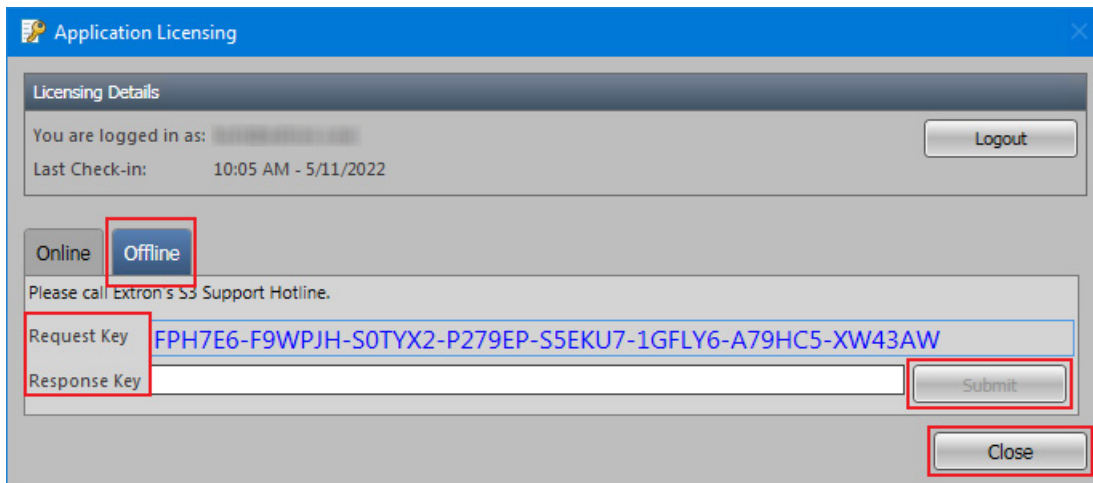 Application Licensing
Licensing Details
You are logged in as:
Logout
Last Check-in: 10:05 AM - 5/11/2022
Online Offline
Please call Extron's S3 Support Hotline.
Request Key FPH7E6-F9WPJH-S0TYX2-P279EP-S5EKU7-1GFLY6-A79HC5-XW43AW
Response Key Submit
Close